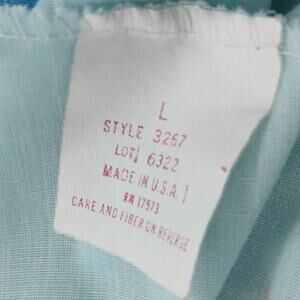 L
STYLE 3267
LOT 6322
MADE IN U.S.A.
RN 17573
CARE AND FIBER ON REVERSE